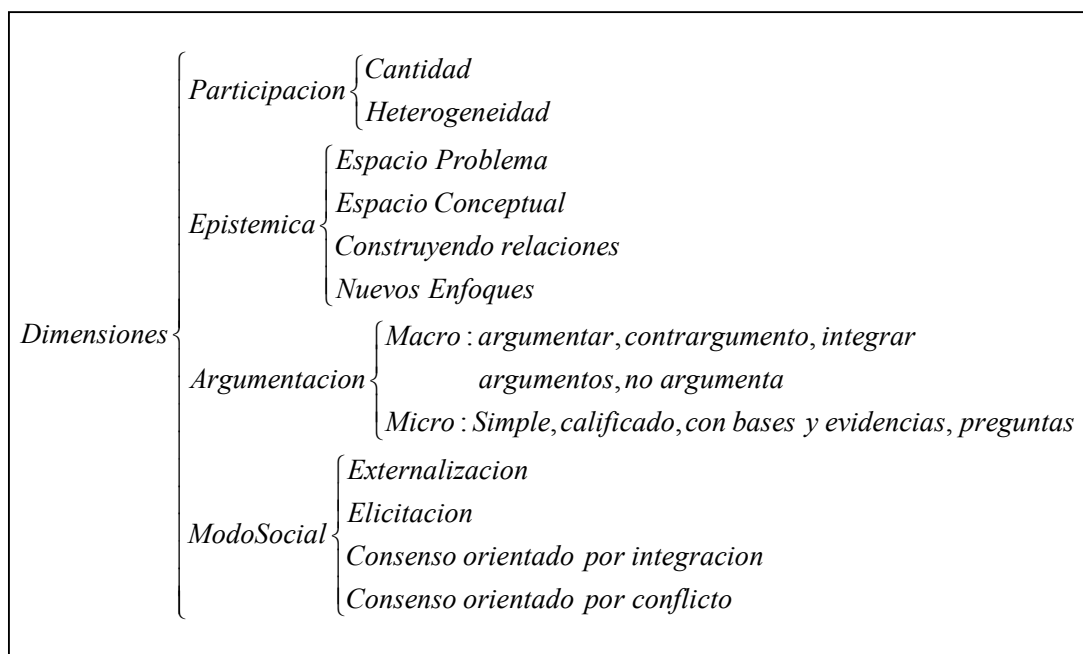 Participacion
Cantidad
Heterogeneidad
Epistemica
Espacio Problema
Espacio Conceptual
Construyendo relaciones
Nuevos Enfoques
Dimensiones
Argumentacion
Macro : argumentar, contrargumento, integrar
argumentos, no argumenta
Micro : Simple, calificado, con bases y evidencias, preguntas
ModoSocial
Externalizacion
Elicitacion
Consenso orientado por integracion
Consenso orientado por conflicto